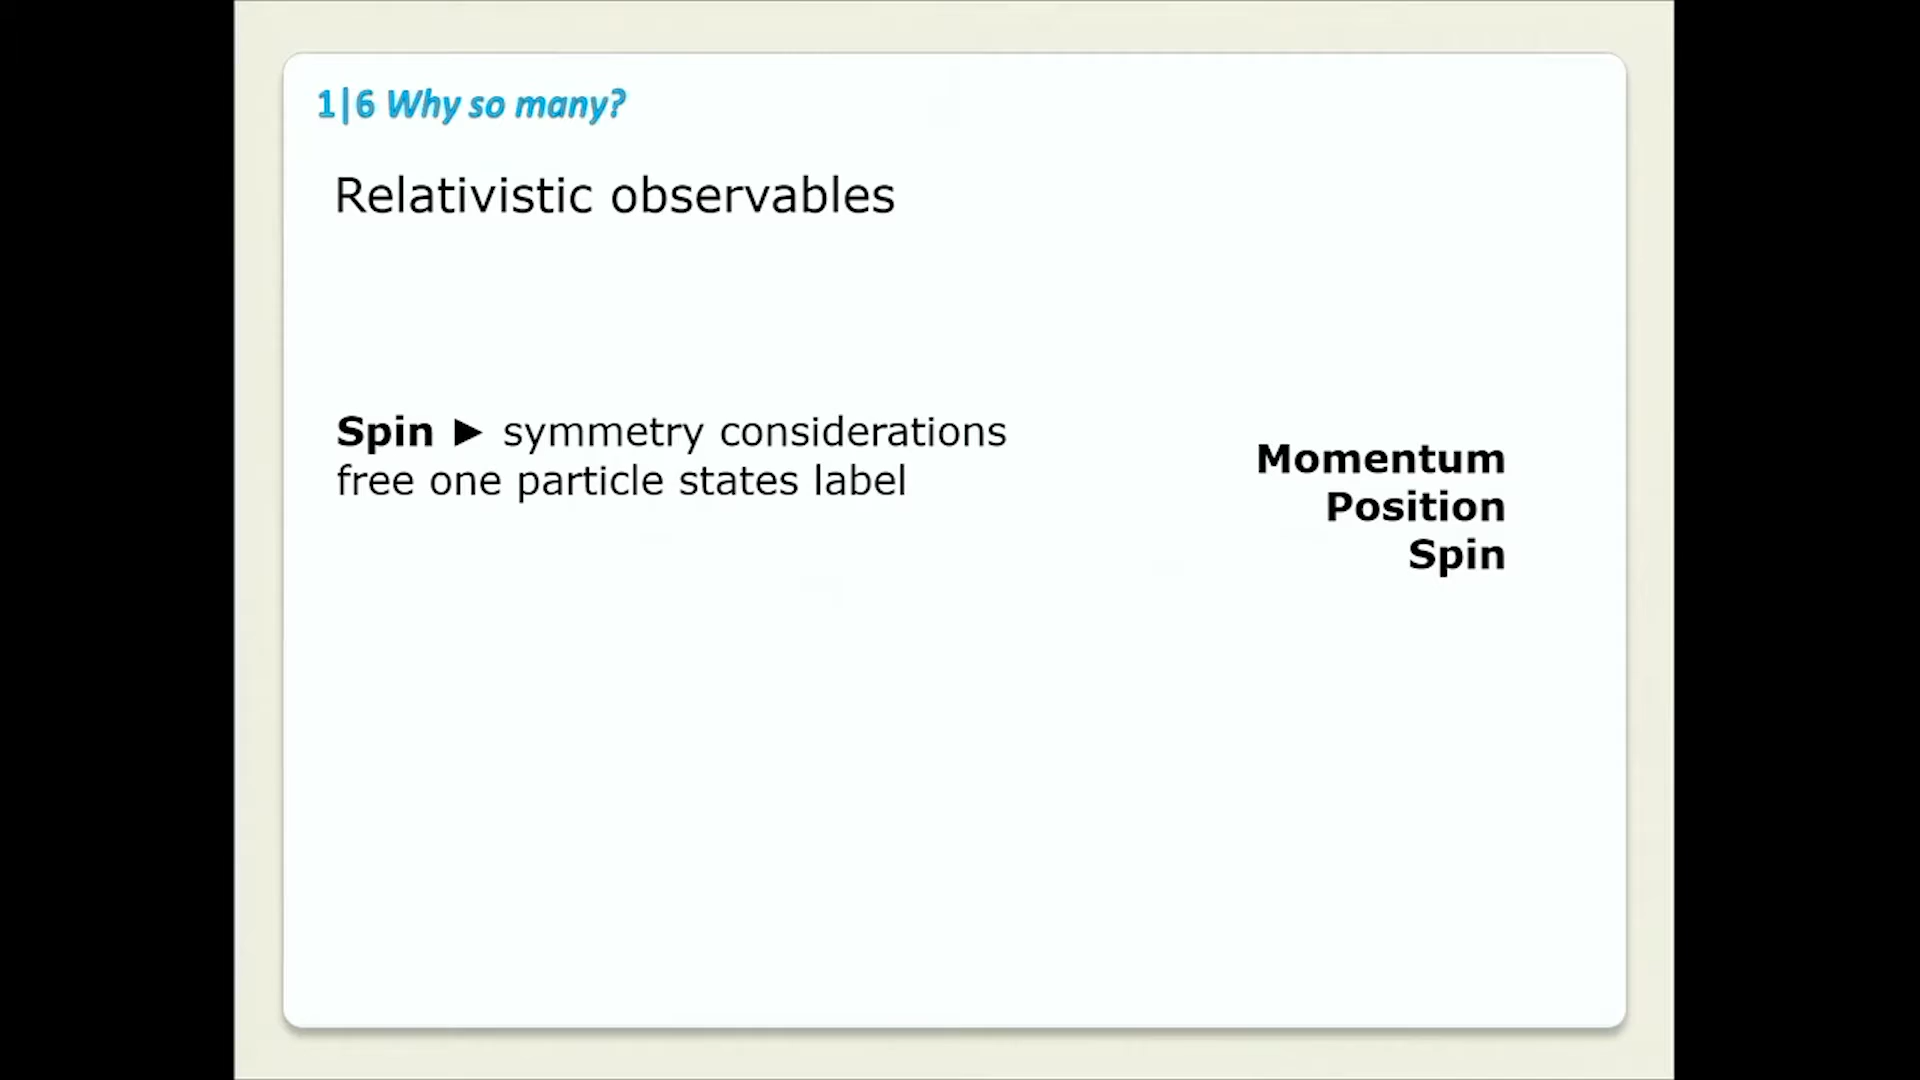 1|6 Why so many?
Relativistic observables
Spin ► symmetry considerations
free one particle states label
Momentum
Position
Spin